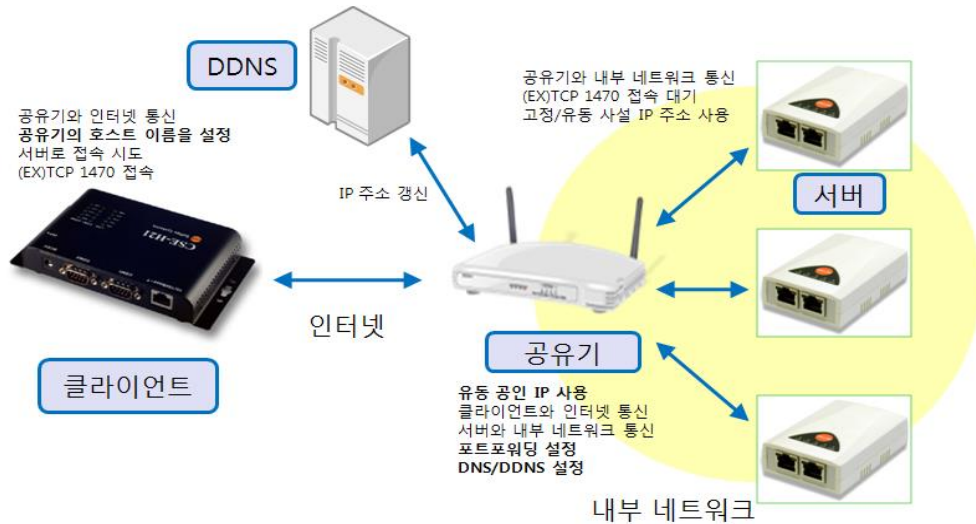 DDNS
공유기와 인터넷 통신
공유기의 호스트 이름을 설정
서버로 접속 시도
(EX)TCP 1470 접속
IP 주소 갱신
공유기와 내부 네트워크 통신
(EX)TCP 1470 접속 대기
고정/유동 사설 IP 주소 사용
서버
CSE-H21
인터넷
클라이언트
공유기
유동 공인 IP 사용
클라이언트와 인터넷 통신
서버와 내부 네트워크 통신
포트포워딩 설정
DNS/DDNS 설정
내부 네트워크